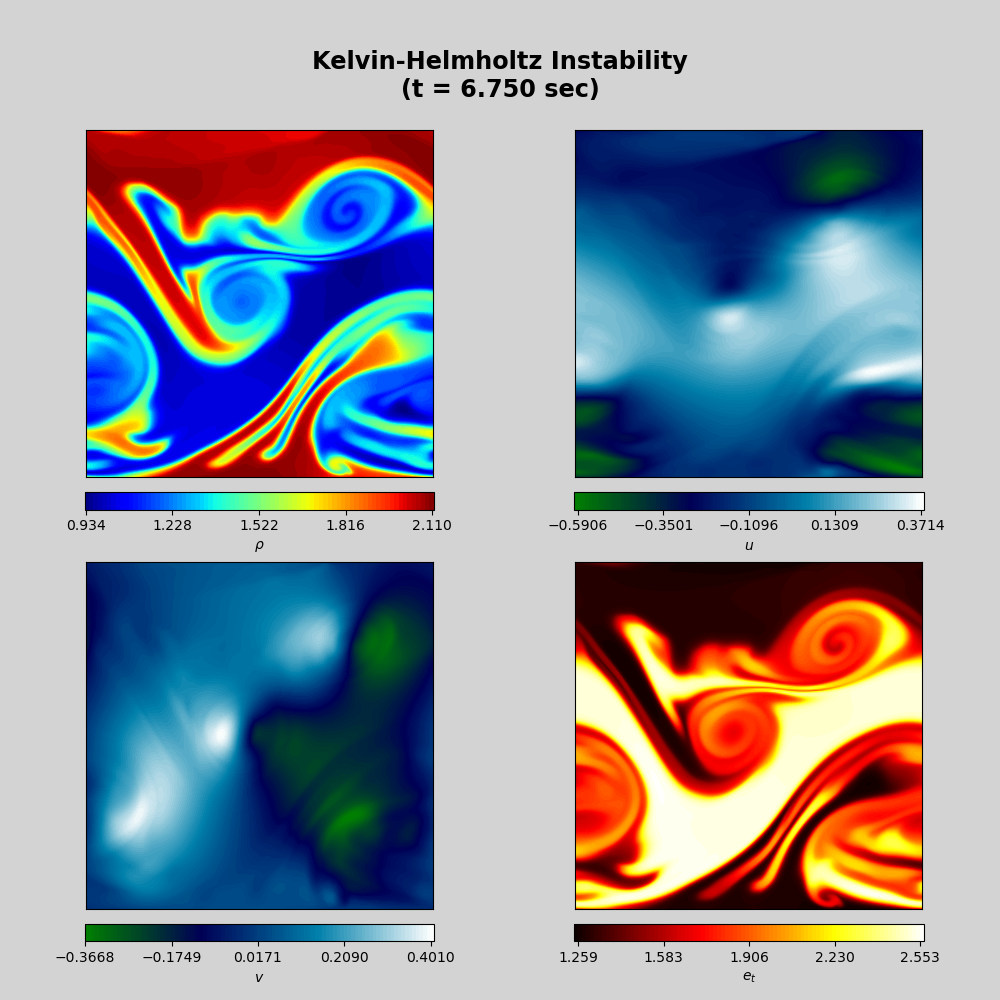 Kelvin-Helmholtz Instability
(t = 6.750 sec)
0.934 1.228 1.522 1.816 2.110
ρ
−0.5906 −0.3501 −0.1096 0.1309 0.3714
u
−0.3668 −0.1749 0.0171 0.2090 0.4010
v
1.259 1.583 1.906 2.230 2.553
e_t